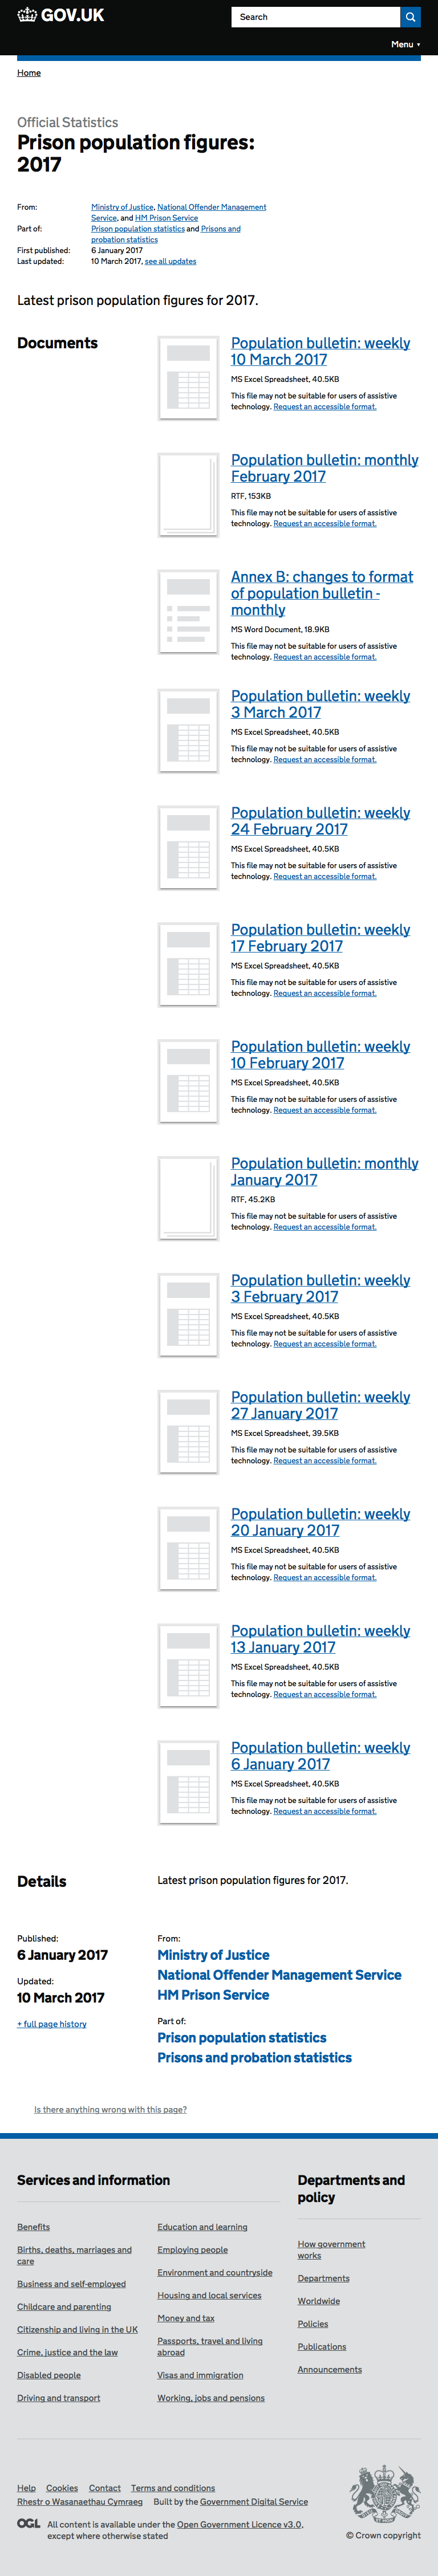 GOV.UK
Search
Menu ▼
Home
Official Statistics
Prison population figures:
2017
From: Ministry of Justice, National Offender Management
Service, and HM Prison Service
Part of: Prison population statistics and Prisons and
probation statistics
First published: 6 January 2017
Last updated: 10 March 2017, see all updates
Latest prison population figures for 2017.
Documents
Population bulletin: weekly
10 March 2017
MS Excel Spreadsheet, 40.5KB
This file may not be suitable for users of assistive
technology. Request an accessible format.
Population bulletin: monthly
February 2017
RTF, 153KB
This file may not be suitable for users of assistive
technology. Request an accessible format.
Annex B: changes to format
of population bulletin -
monthly
MS Word Document, 18.9KB
This file may not be suitable for users of assistive
technology. Request an accessible format.
Population bulletin: weekly
3 March 2017
MS Excel Spreadsheet, 40.5KB
This file may not be suitable for users of assistive
technology. Request an accessible format.
Population bulletin: weekly
24 February 2017
MS Excel Spreadsheet, 40.5KB
This file may not be suitable for users of assistive
technology. Request an accessible format.
Population bulletin: weekly
17 February 2017
MS Excel Spreadsheet, 40.5KB
This file may not be suitable for users of assistive
technology. Request an accessible format.
Population bulletin: weekly
10 February 2017
MS Excel Spreadsheet, 40.5KB
This file may not be suitable for users of assistive
technology. Request an accessible format.
Population bulletin: monthly
January 2017
RTF, 45.2KB
This file may not be suitable for users of assistive
technology. Request an accessible format.
Population bulletin: weekly
3 February 2017
MS Excel Spreadsheet, 40.5KB
This file may not be suitable for users of assistive
technology. Request an accessible format.
Population bulletin: weekly
27 January 2017
MS Excel Spreadsheet, 39.5KB
This file may not be suitable for users of assistive
technology. Request an accessible format.
Population bulletin: weekly
20 January 2017
MS Excel Spreadsheet, 40.5KB
This file may not be suitable for users of assistive
technology. Request an accessible format.
Population bulletin: weekly
13 January 2017
MS Excel Spreadsheet, 40.5KB
This file may not be suitable for users of assistive
technology. Request an accessible format.
Population bulletin: weekly
6 January 2017
MS Excel Spreadsheet, 40.5KB
This file may not be suitable for users of assistive
technology. Request an accessible format.
Details
Latest prison population figures for 2017.
Published:
6 January 2017
Updated:
10 March 2017
+ full page history
From:
Ministry of Justice
National Offender Management Service
HM Prison Service
Part of:
Prison population statistics
Prisons and probation statistics
Is there anything wrong with this page?
Services and information
Benefits
Births, deaths, marriages and
care
Business and self-employed
Childcare and parenting
Citizenship and living in the UK
Crime, justice and the law
Disabled people
Driving and transport
Education and learning
Employing people
Environment and countryside
Housing and local services
Money and tax
Passports, travel and living
abroad
Visas and immigration
Working, jobs and pensions
Departments and
policy
How government
works
Departments
Worldwide
Policies
Publications
Announcements
Help Cookies Contact Terms and conditions
Rhestr o Wasanaethau Cymraeg Built by the Government Digital Service
OGL All content is available under the Open Government Licence v3.0,
except where otherwise stated
© Crown copyright